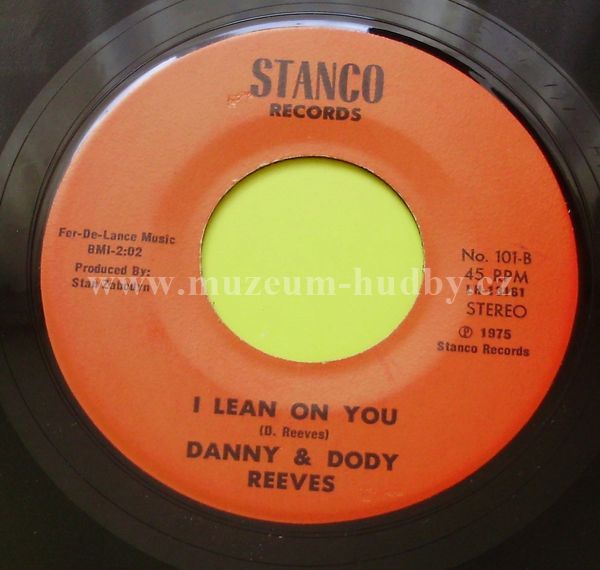 STANCO
RECORDS
Fer-De-Lance Music
BMI-2:02
Produced By:
Stan
No. 101-B
45 RPM
STEREO
℗ 1975
Stanco Records
www.muzeum-hudby.cz
I LEAN ON YOU
(D. Reeves)
DANNY & DODY
REEVES